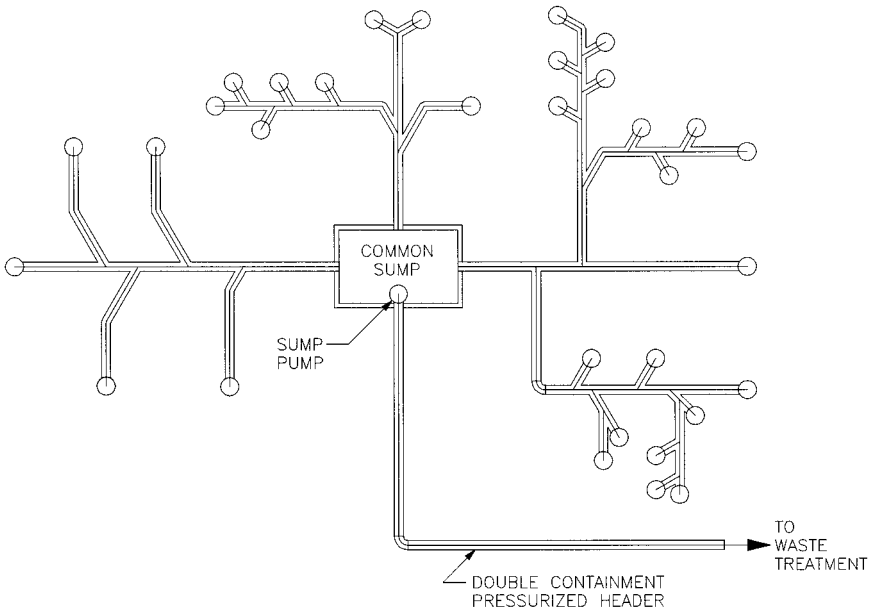 COMMON
SUMP
SUMP
PUMP
TO
WASTE
TREATMENT
DOUBLE CONTAINMENT
PRESSURIZED HEADER